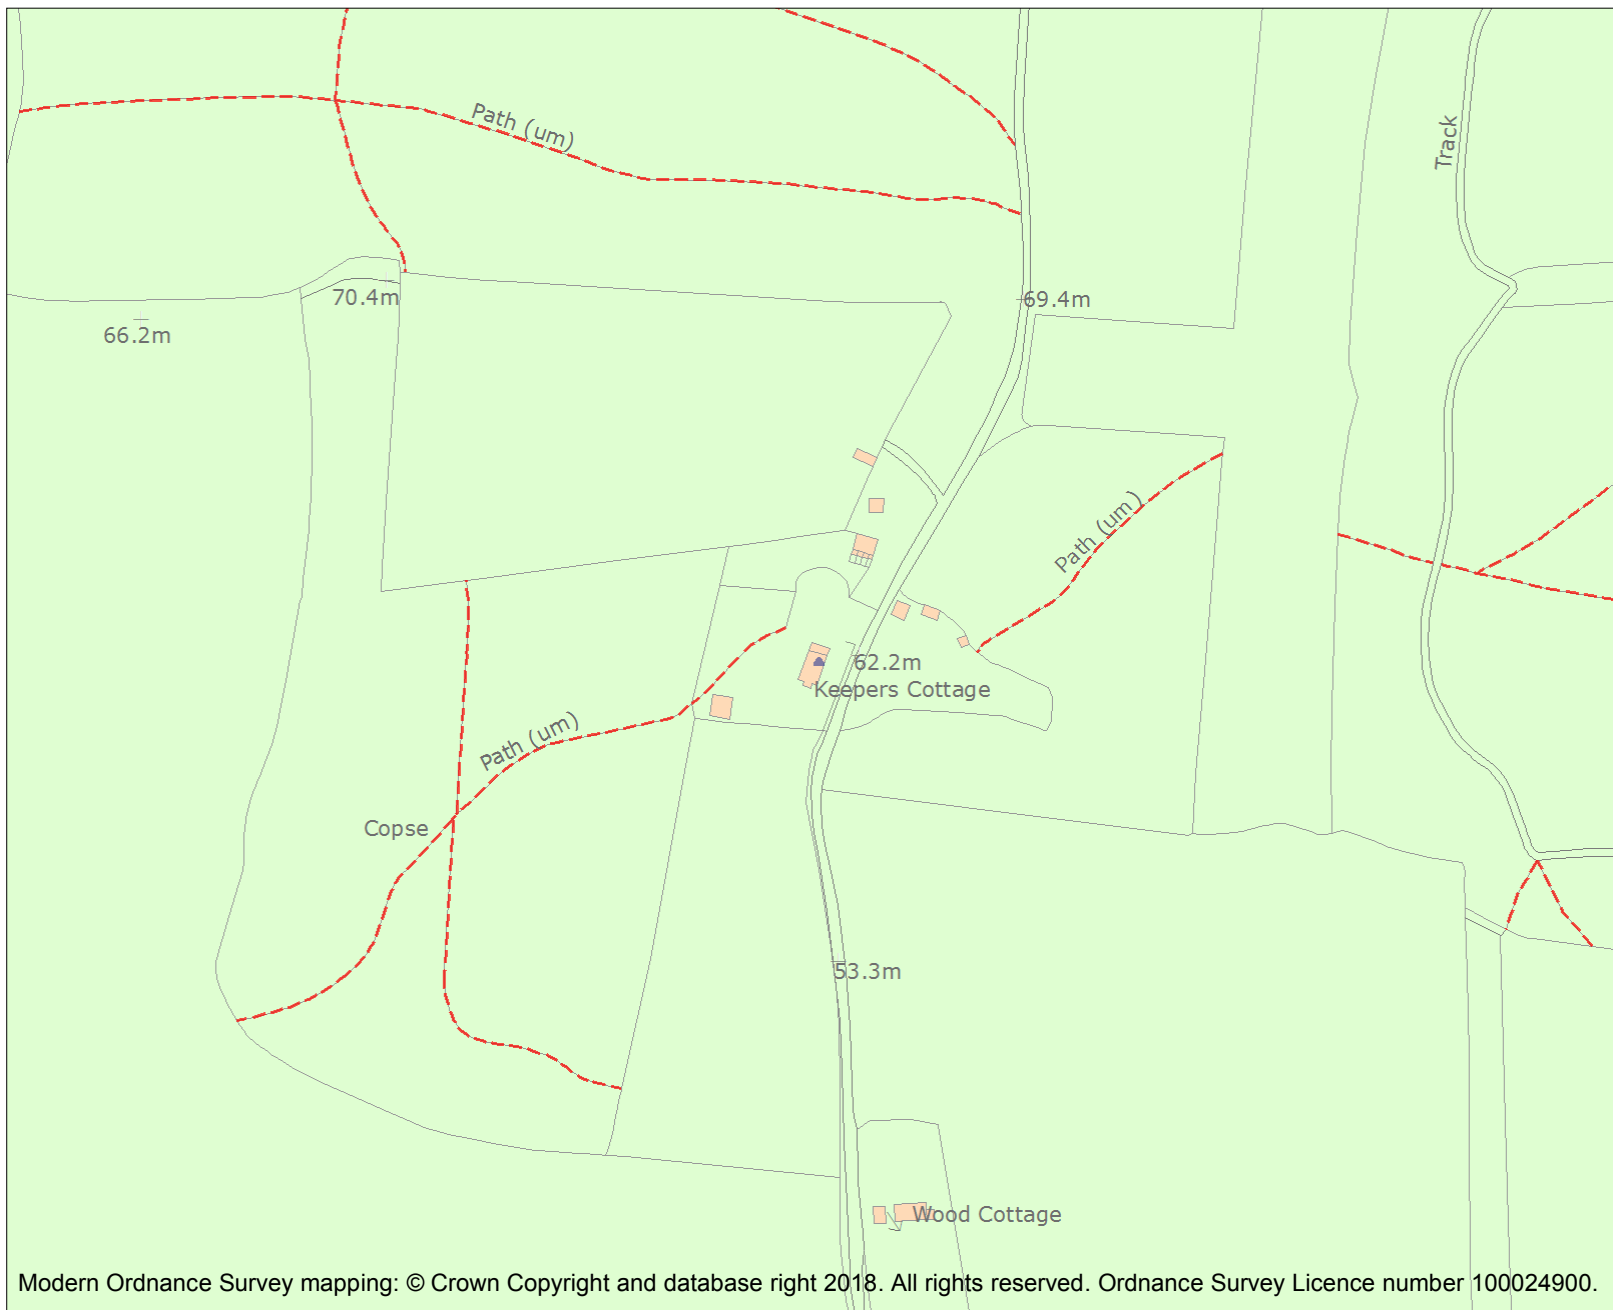 Path (um)
Track
70.4m
69.4m
66.2m
Path (um)
62.2m
Keepers Cottage
Path (um)
Copse
53.3m
Wood Cottage
Modern Ordnance Survey mapping: © Crown Copyright and database right 2018. All rights reserved. Ordnance Survey Licence number 100024900.